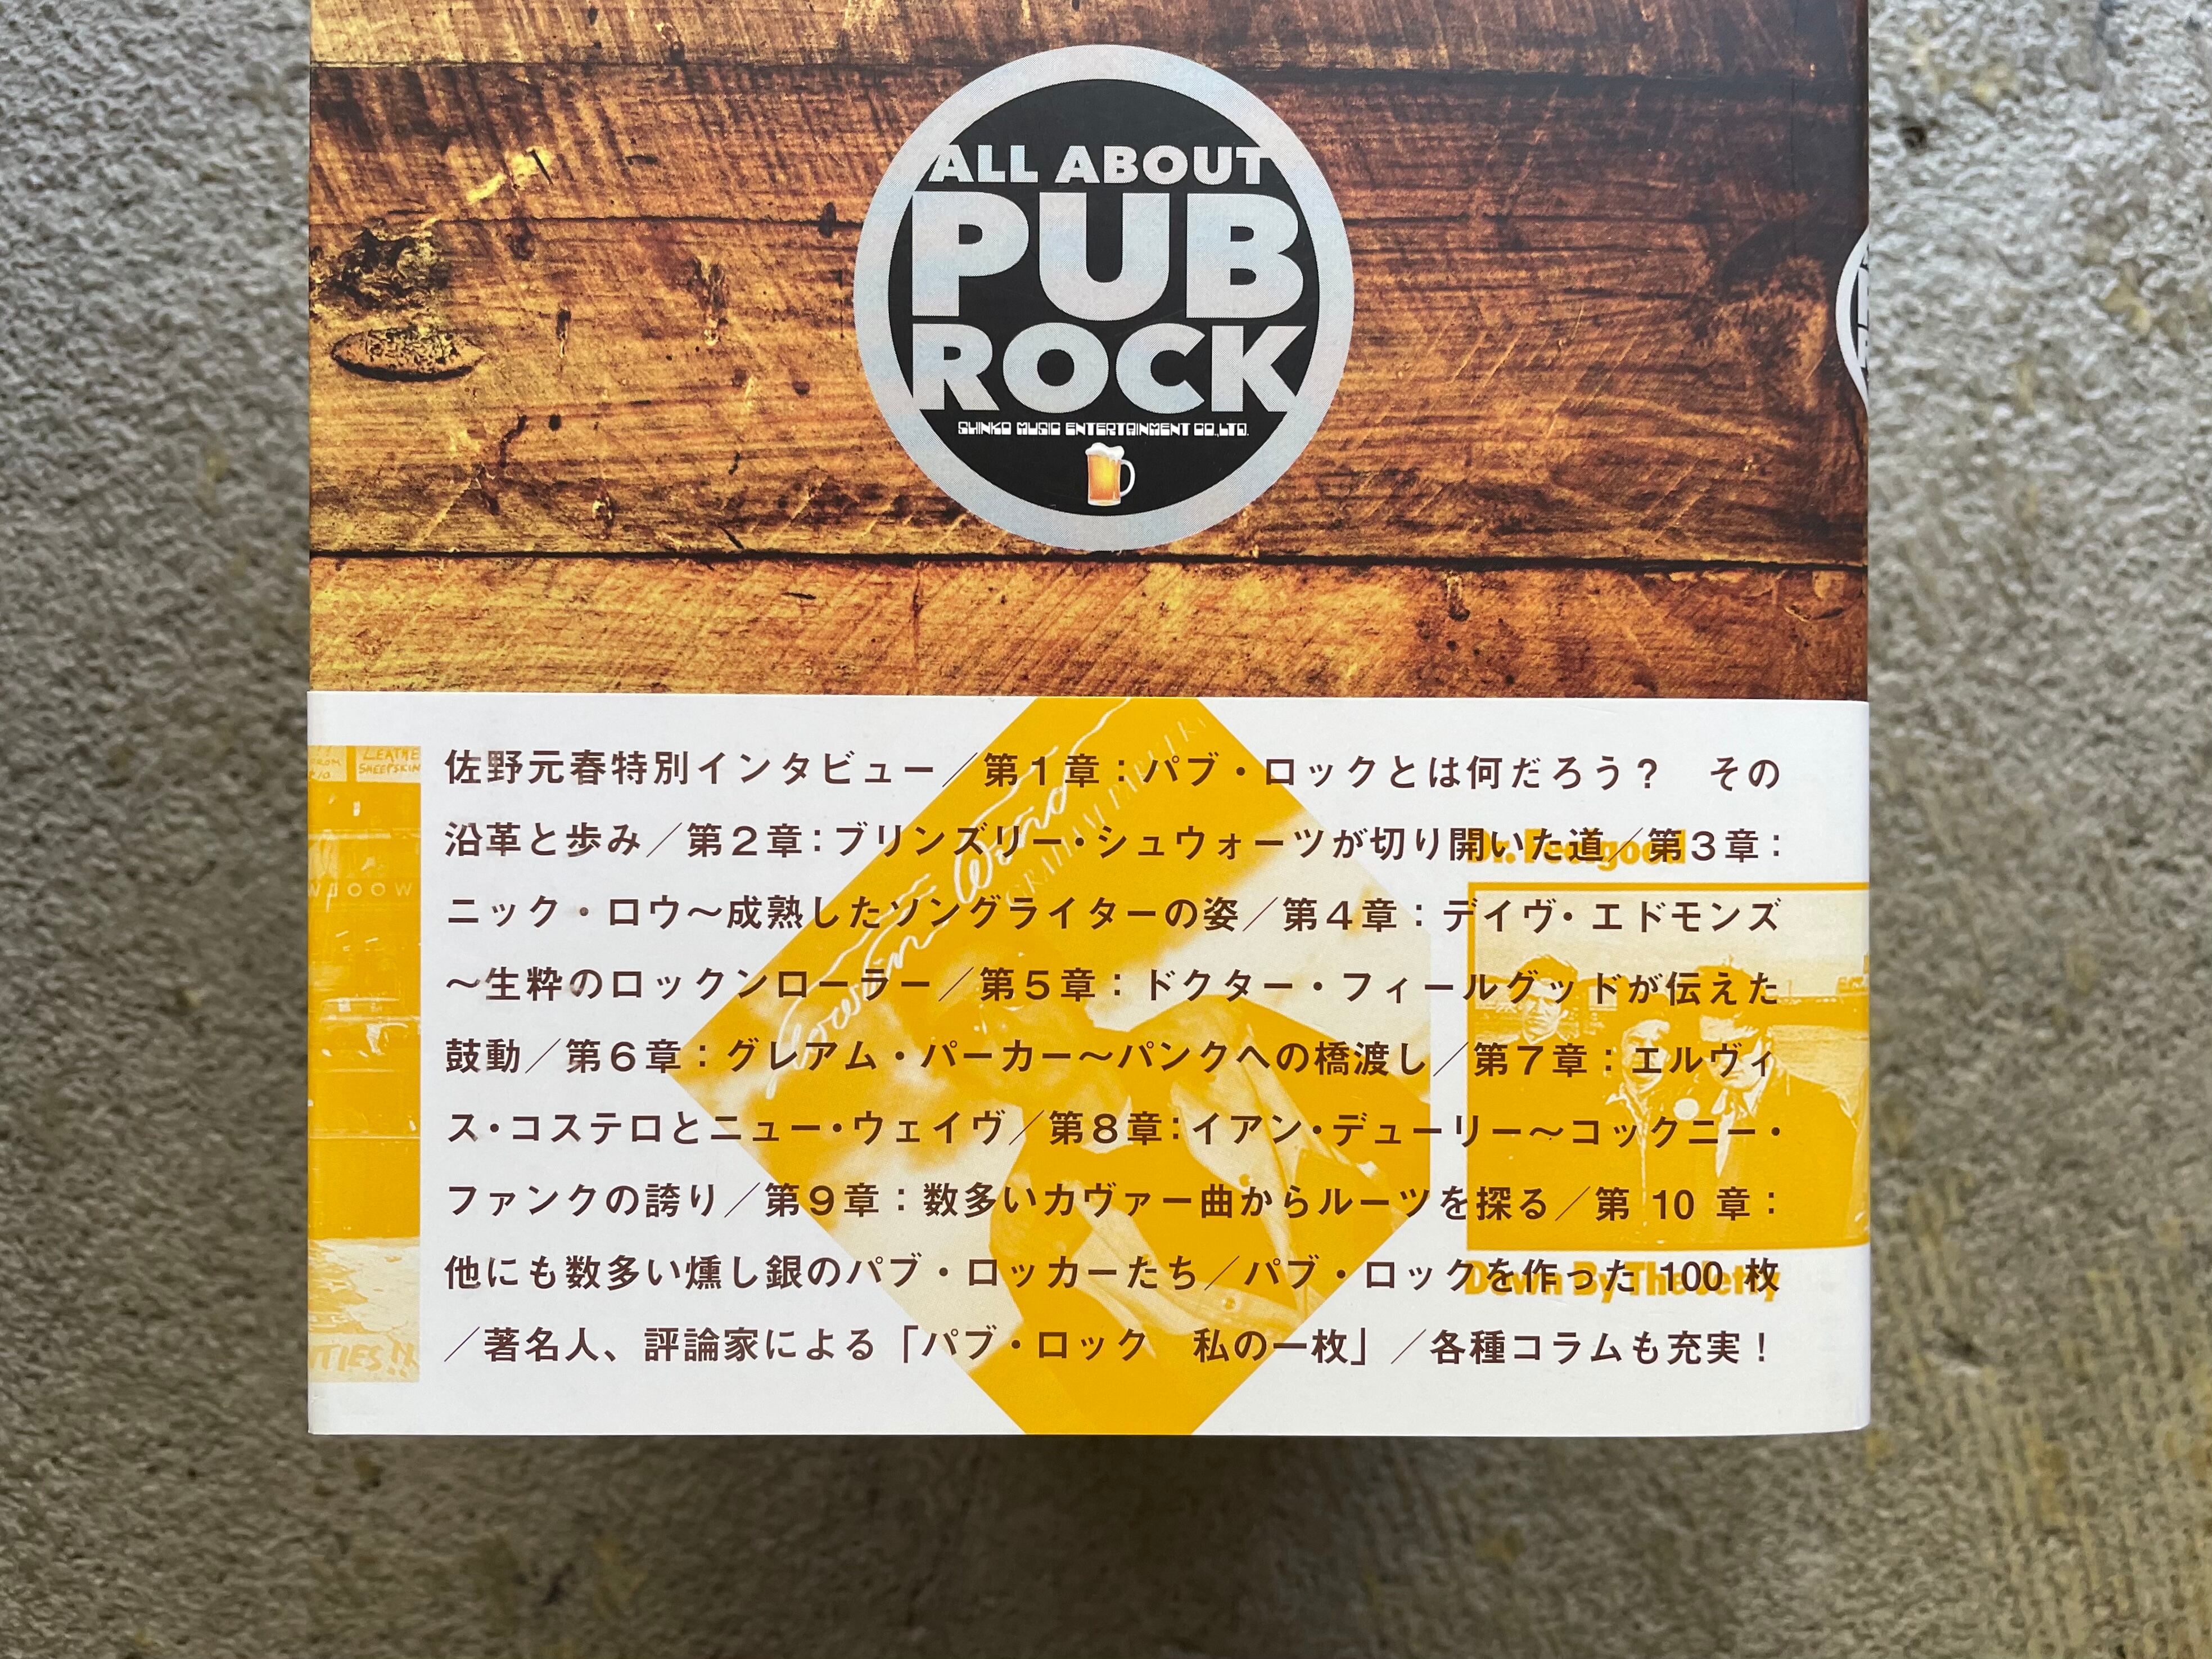 ALL ABOUT
PUB
ROCK
SHINKO MUSIC ENTERTAINMENT CO.,LTD.
佐野元春特別インタビュー／第1章：パブ・ロックとは何だろう？　その
沿革と歩み／第2章：ブリンズリー・シュウォーツが切り開いた道／第3章：
ニック・ロウ～成熟したソングライターの姿／第4章：デイヴ・エドモンズ
～生粋のロックンローラー／第5章：ドクター・フィールグッドが伝えた
鼓動／第6章：グレアム・パーカー～パンクへの橋渡し／第7章：エルヴィ
ス・コステロとニュー・ウェイヴ／第8章：イアン・デューリー～コックニー・
ファンクの誇り／第9章：数多いカヴァー曲からルーツを探る／第 10 章：
他にも数多い燻し銀のパブ・ロッカーたち／パブ・ロックを作った 100 枚
／著名人、評論家による「パブ・ロック　私の一枚」／各種コラムも充実！
Howlin Wind
GRAHAM PARKER
Dr. Feelgood
Down By The Jetty
LEATHE
SHEEPSKIN